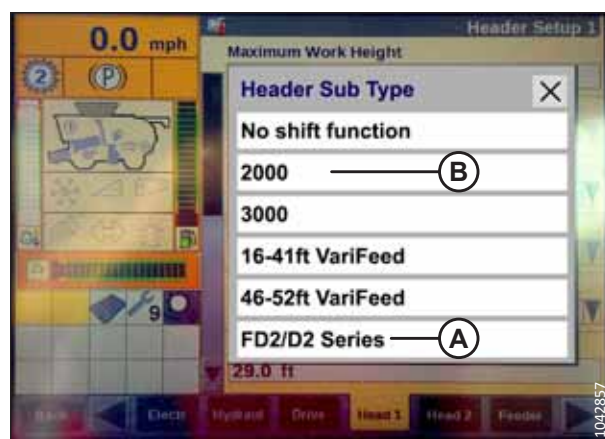 0.0 mph
Header Setup 1
Maximum Work Height
2
P
Header Sub Type
No shift function
2000
B
3000
16-41ft VariFeed
46-52ft VariFeed
FD2/D2 Series
A
9
29.0 ft
Back
Electr
Hydraul
Drive
Head 1
Head 2
Feeder
1042857